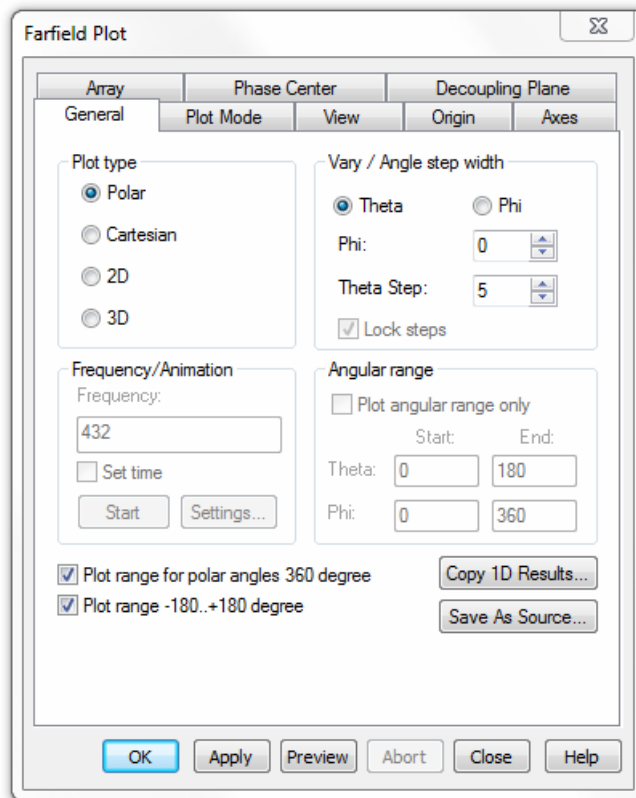 Farfield Plot
Array Phase Center Decoupling Plane
General Plot Mode View Origin Axes
Plot type
Polar
Cartesian
2D
3D
Vary / Angle step width
Theta Phi
Phi: 0
Theta Step: 5
Lock steps
Frequency/Animation
Frequency:
432
Set time
Start Settings...
Angular range
Plot angular range only
Start: End:
Theta: 0 180
Phi: 0 360
Plot range for polar angles 360 degree
Plot range -180..+180 degree
Copy 1D Results...
Save As Source...
OK Apply Preview Abort Close Help